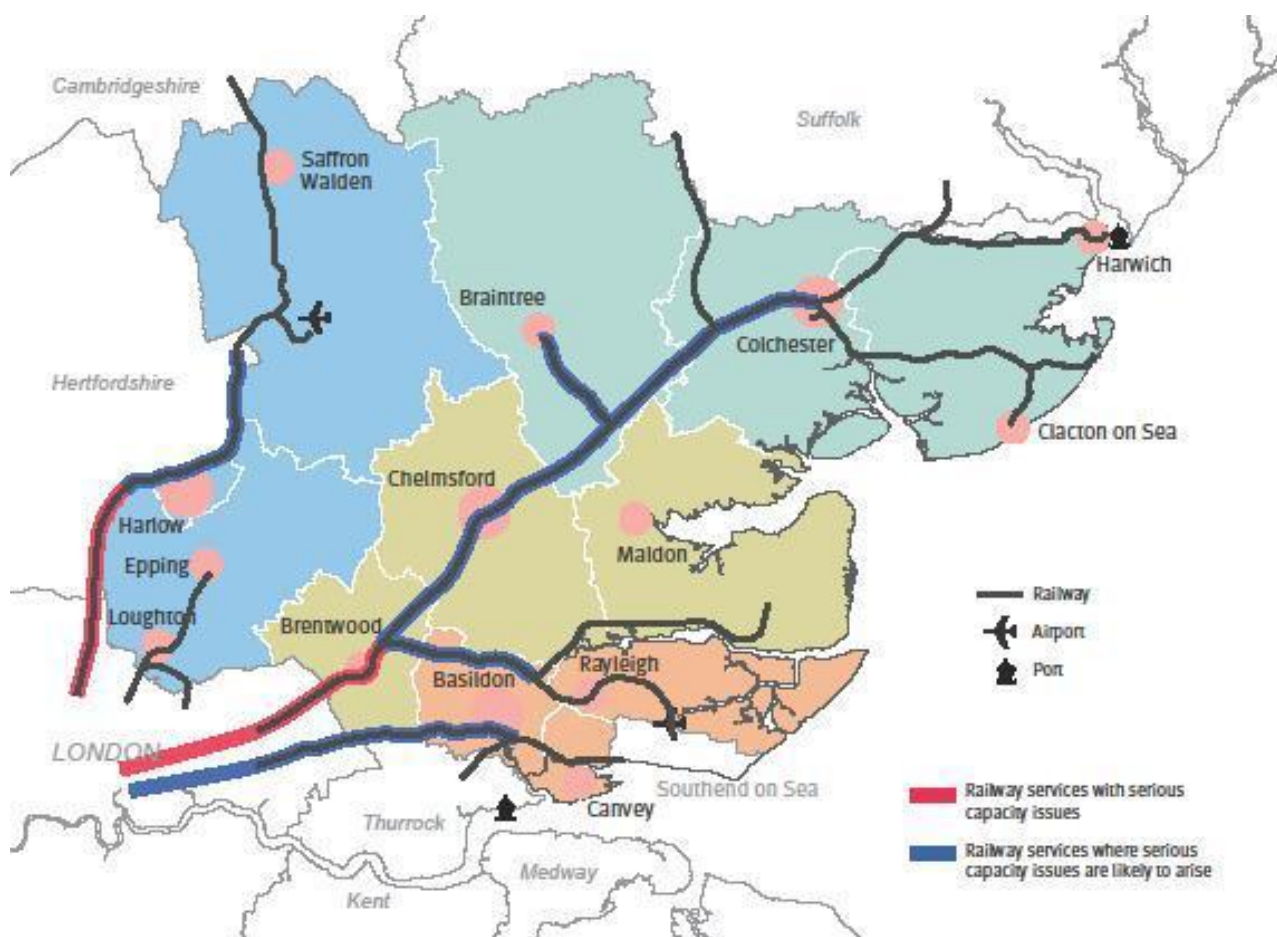 Cambridgeshire
Suffolk
Saffron
Walden
Harwich
Braintree
Colchester
Hertfordshire
Clacton on Sea
Chelmsford
Harlow
Epping
Maldon
Loughton
Brentwood
Railway
Airport
Port
Rayleigh
Basildon
LONDON
Southend on Sea
Canvey
Thurrock
Medway
Kent
Railway services with serious
capacity issues
Railway services where serious
capacity issues are likely to arise